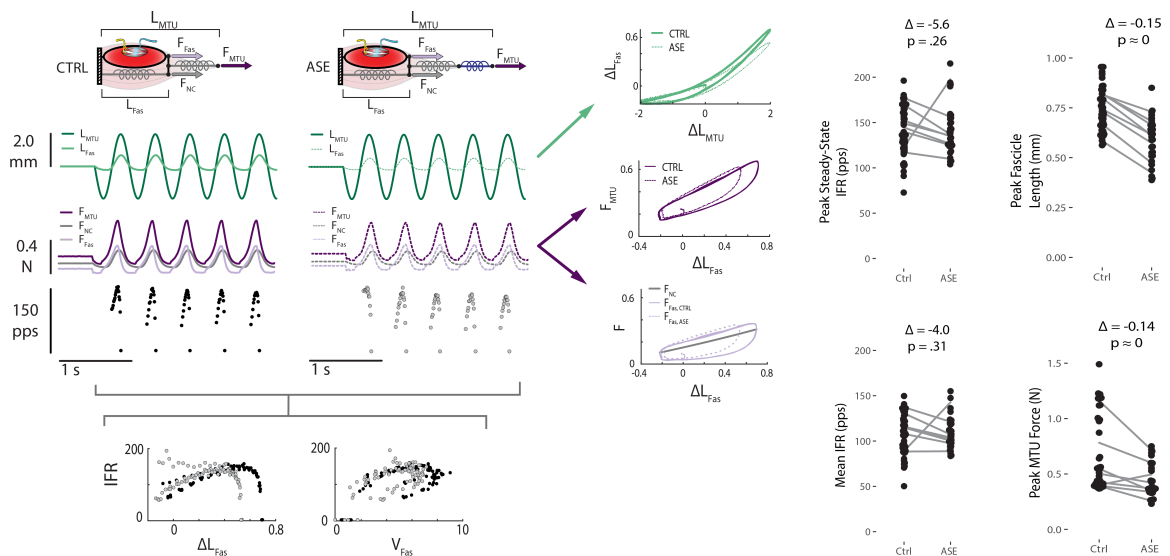 L_MTU
L_MTU
CTRL
F_Fas
F_MTU
F_NC
L_Fas
ASE
F_Fas
F_MTU
F_NC
L_Fas
2.0
mm
L_MTU
L_Fas
L_MTU
L_Fas
0.4
N
F_MTU
F_NC
F_Fas
F_MTU
F_NC
F_Fas
150
pps
1 s
1 s
IFR
200
0
0
0.8
ΔL_Fas
200
0
0
10
V_Fas
ΔL_Fas
0.6
0
CTRL
ASE
-2
0
2
ΔL_MTU
F_MTU
0.6
0
CTRL
ASE
-0.4
0
0.4
0.8
ΔL_Fas
F
0.6
0
F_NC
F_Fas, CTRL
F_Fas, ASE
-0.4
0
0.4
0.8
ΔL_Fas
Δ = -5.6
p = .26
Peak Steady-State
IFR (pps)
200
150
100
50
0
Ctrl
ASE
Δ = -0.15
p ≈ 0
Peak Fascicle
Length (mm)
1.00
0.75
0.50
0.25
0.00
Ctrl
ASE
Δ = -4.0
p = .31
Mean IFR (pps)
200
150
100
50
0
Ctrl
ASE
Δ = -0.14
p ≈ 0
Peak MTU Force (N)
1.5
1.0
0.5
0.0
Ctrl
ASE